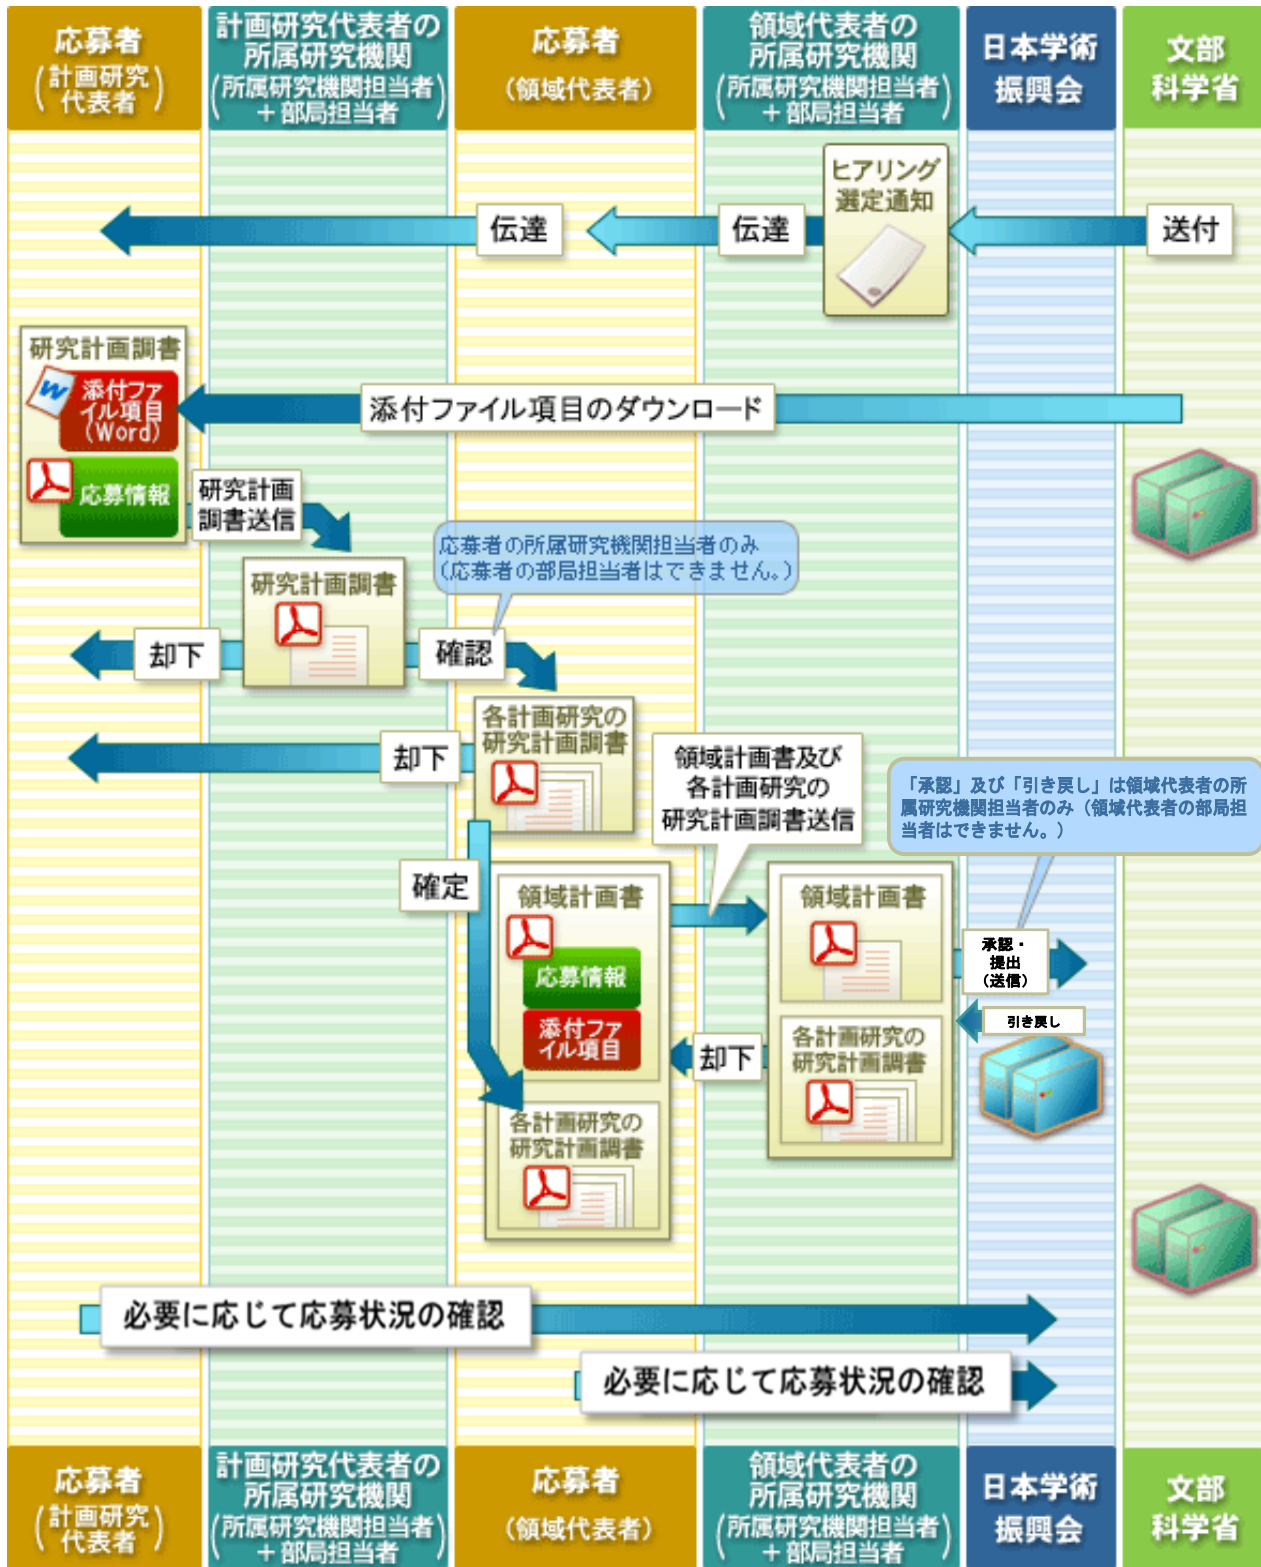 応募者
(計画研究
代表者)
計画研究代表者の
所属研究機関
(所属研究機関担当者
+部局担当者)
応募者
(領域代表者)
領域代表者の
所属研究機関
(所属研究機関担当者
+部局担当者)
日本学術
振興会
文部
科学省
ヒアリング
選定通知
伝達
伝達
送付
研究計画調書
W
添付ファ
イル項目
(Word)
応募情報
添付ファイル項目のダウンロード
研究計画
調書送信
応募者の所属研究機関担当者のみ
(応募者の部局担当者はできません。)
研究計画調書
却下
確認
各計画研究の
研究計画調書
却下
領域計画書及び
各計画研究の
研究計画調書送信
「承認」及び「引き戻し」は領域代表者の所
属研究機関担当者のみ(領域代表者の部局担
当者はできません。)
確定
領域計画書
応募情報
添付ファ
イル項目
各計画研究の
研究計画調書
領域計画書
各計画研究の
研究計画調書
却下
承認・
提出
(送信)
引き戻し
必要に応じて応募状況の確認
必要に応じて応募状況の確認
応募者
(計画研究
代表者)
計画研究代表者の
所属研究機関
(所属研究機関担当者
+部局担当者)
応募者
(領域代表者)
領域代表者の
所属研究機関
(所属研究機関担当者
+部局担当者)
日本学術
振興会
文部
科学省